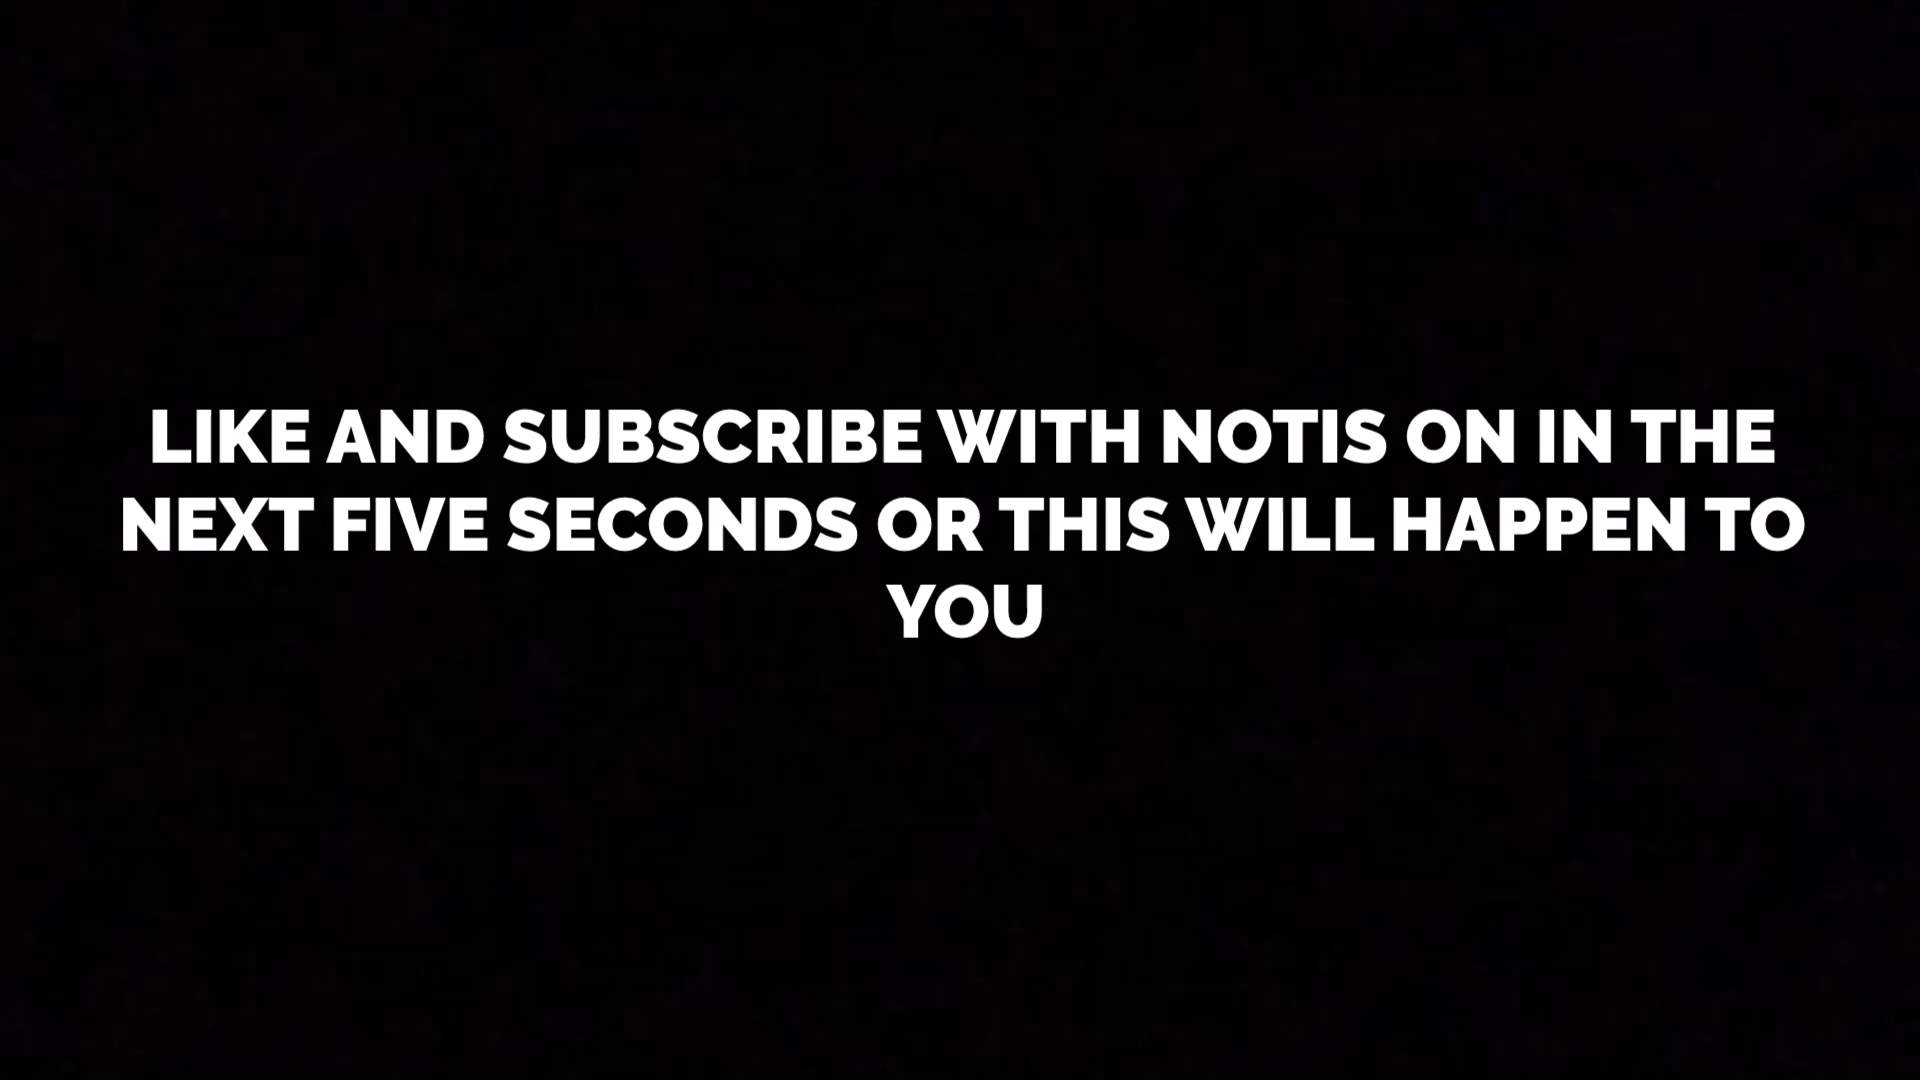 LIKE AND SUBSCRIBE WITH NOTIS ON IN THE
NEXT FIVE SECONDS OR THIS WILL HAPPEN TO
YOU